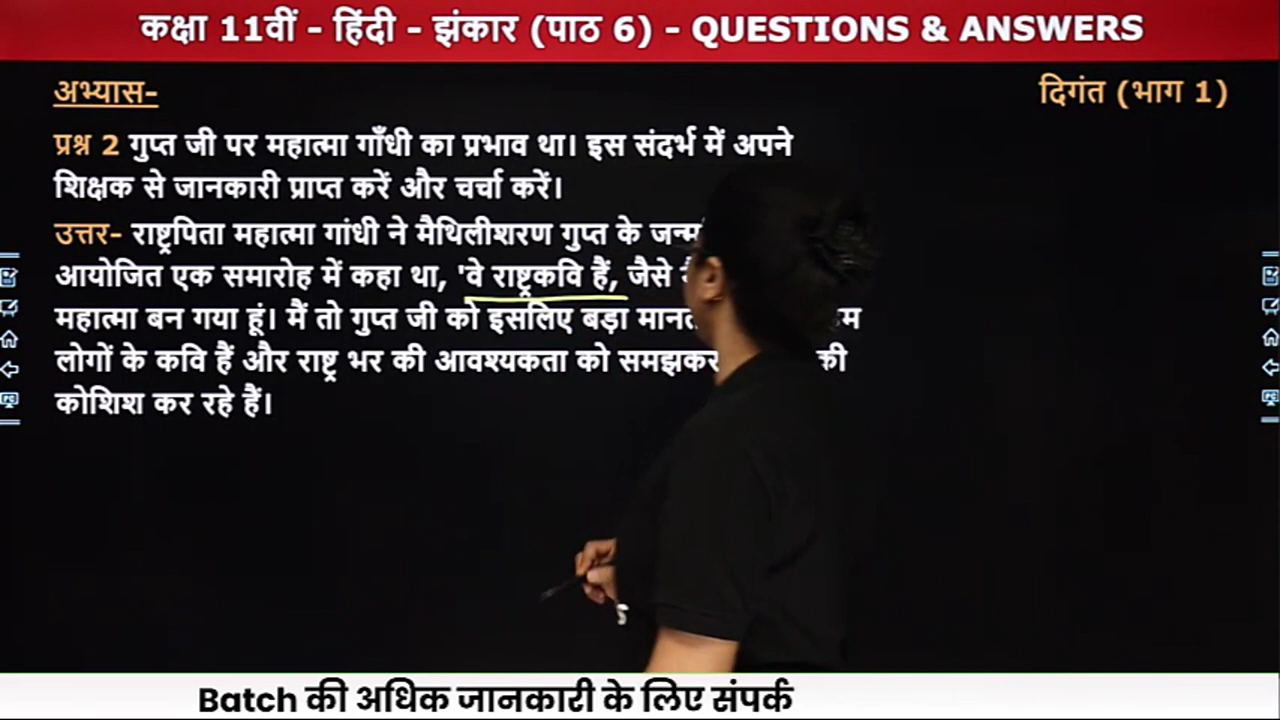 कक्षा 11वीं - हिंदी - झंकार (पाठ 6) - QUESTIONS & ANSWERS
अभ्यास-
दिगंत (भाग 1)
प्रश्न 2 गुप्त जी पर महात्मा गाँधी का प्रभाव था। इस संदर्भ में अपने
शिक्षक से जानकारी प्राप्त करें और चर्चा करें।
उत्तर- राष्ट्रपिता महात्मा गांधी ने मैथिलीशरण गुप्त के
आयोजित एक समारोह में कहा था, 'वे राष्ट्रकवि हैं, जैसे
महात्मा बन गया हूं। मैं तो गुप्त जी को इसलिए बड़ा
लोगों के कवि हैं और राष्ट्र भर की आवश्यकता को समझकर की
कोशिश कर रहे हैं।
Batch की अधिक जानकारी के लिए संपर्क